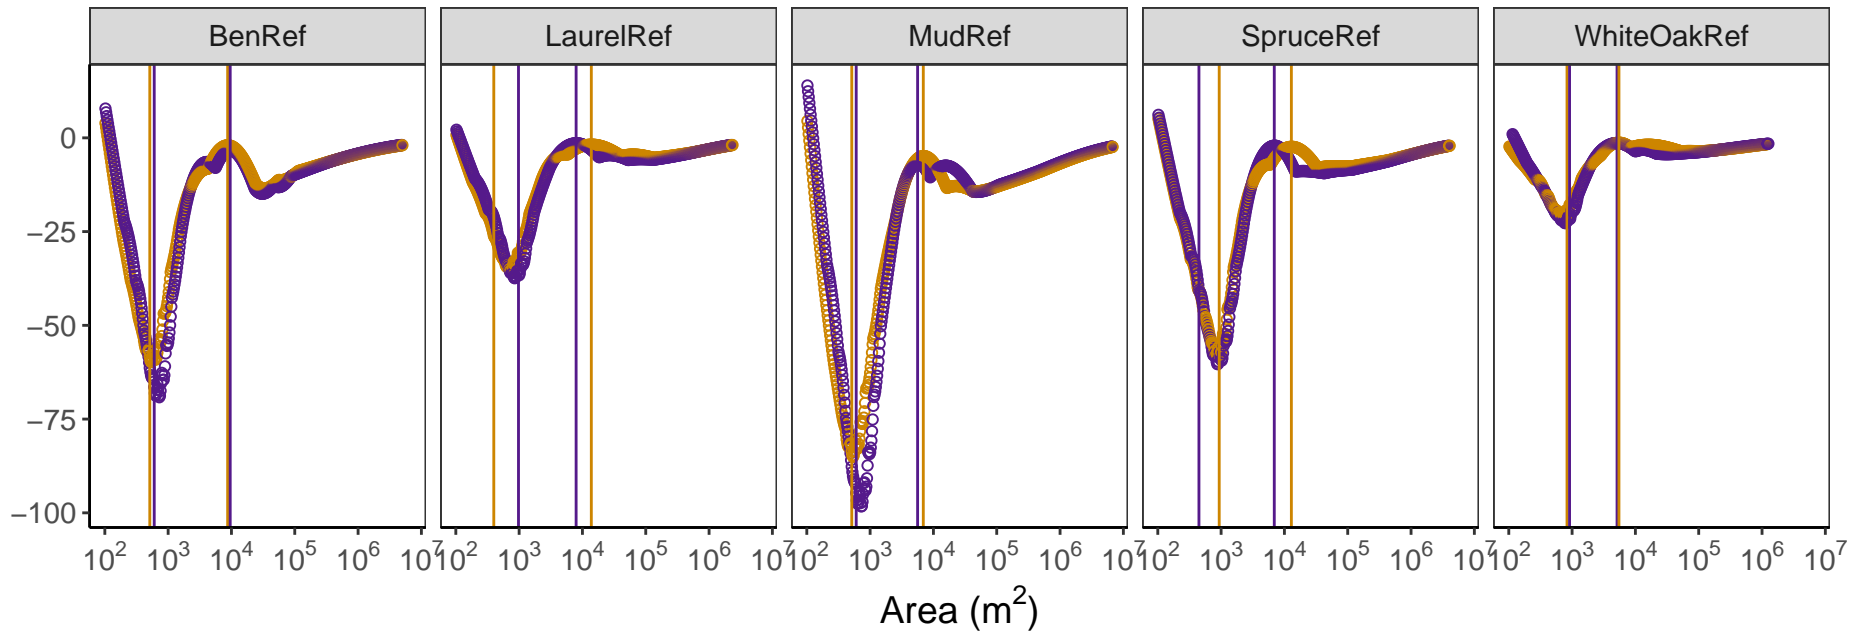 BenRef LaurelRef MudRef SpruceRef WhiteOakRef
0
−25
−50
−75
−100
10² 10³ 10⁴ 10⁵ 10⁶ 10⁷ 10² 10³ 10⁴ 10⁵ 10⁶ 10⁷ 10² 10³ 10⁴ 10⁵ 10⁶ 10⁷ 10² 10³ 10⁴ 10⁵ 10⁶ 10⁷ 10² 10³ 10⁴ 10⁵ 10⁶ 10⁷
Area (m²)